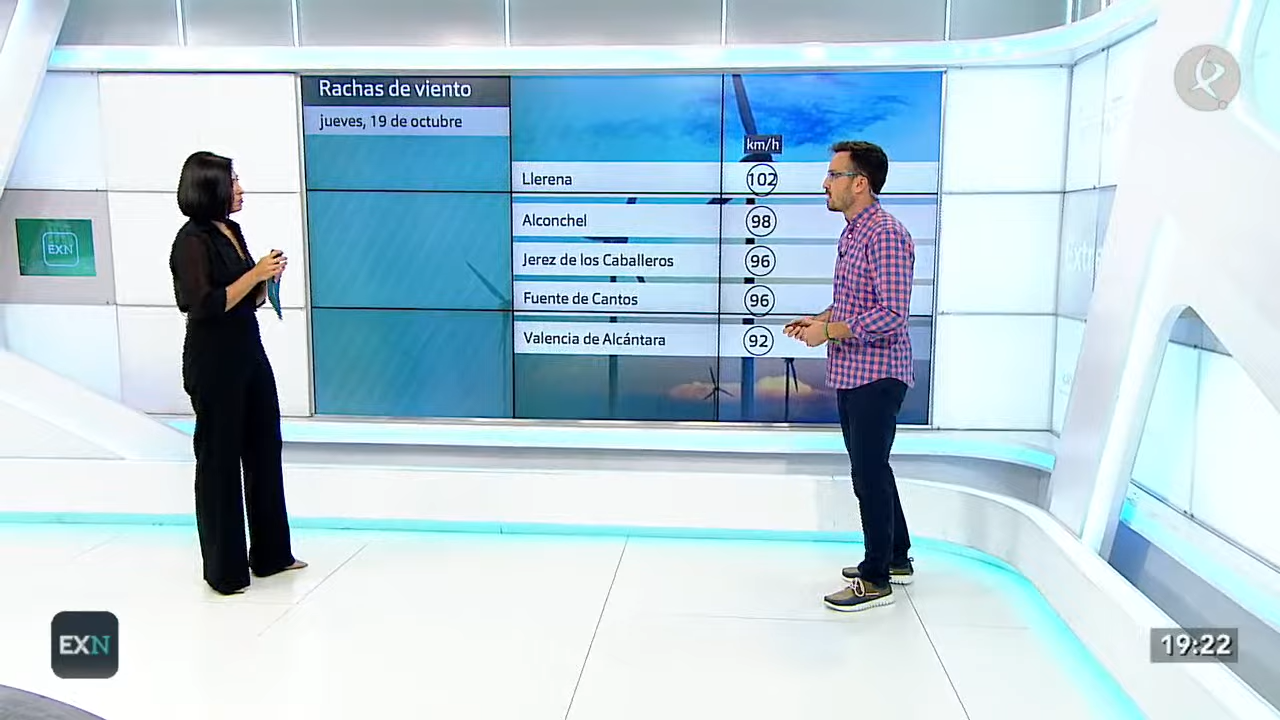 Rachas de viento
jueves, 19 de octubre
km/h
Llerena 102
Alconchel 98
Jerez de los Caballeros 96
Fuente de Cantos 96
Valencia de Alcántara 92
EXN
EXN
19:22